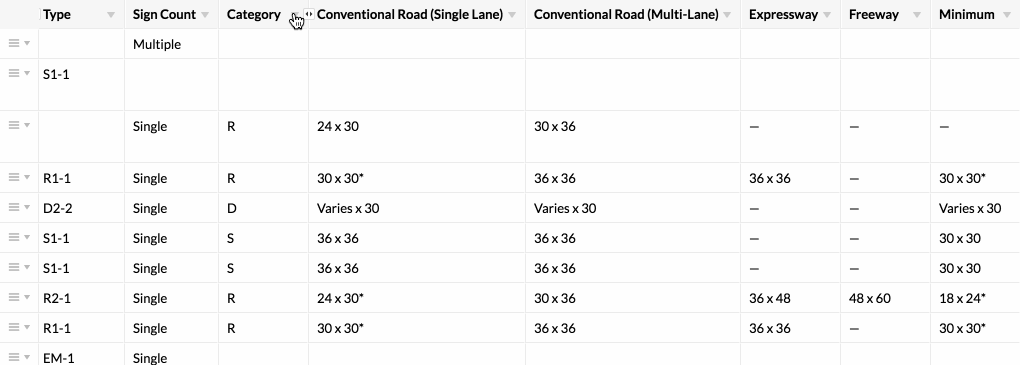 Type Sign Count Category Conventional Road (Single Lane) Conventional Road (Multi-Lane) Expressway Freeway Minimum
Multiple
S1-1
Single R 24 x 30 30 x 36 – – –
R1-1 Single R 30 x 30* 36 x 36 36 x 36 – 30 x 30*
D2-2 Single D Varies x 30 Varies x 30 – – Varies x 30
S1-1 Single S 36 x 36 36 x 36 – – 30 x 30
S1-1 Single S 36 x 36 36 x 36 – – 30 x 30
R2-1 Single R 24 x 30* 30 x 36 36 x 48 48 x 60 18 x 24*
R1-1 Single R 30 x 30* 36 x 36 36 x 36 – 30 x 30*
EM-1 Single